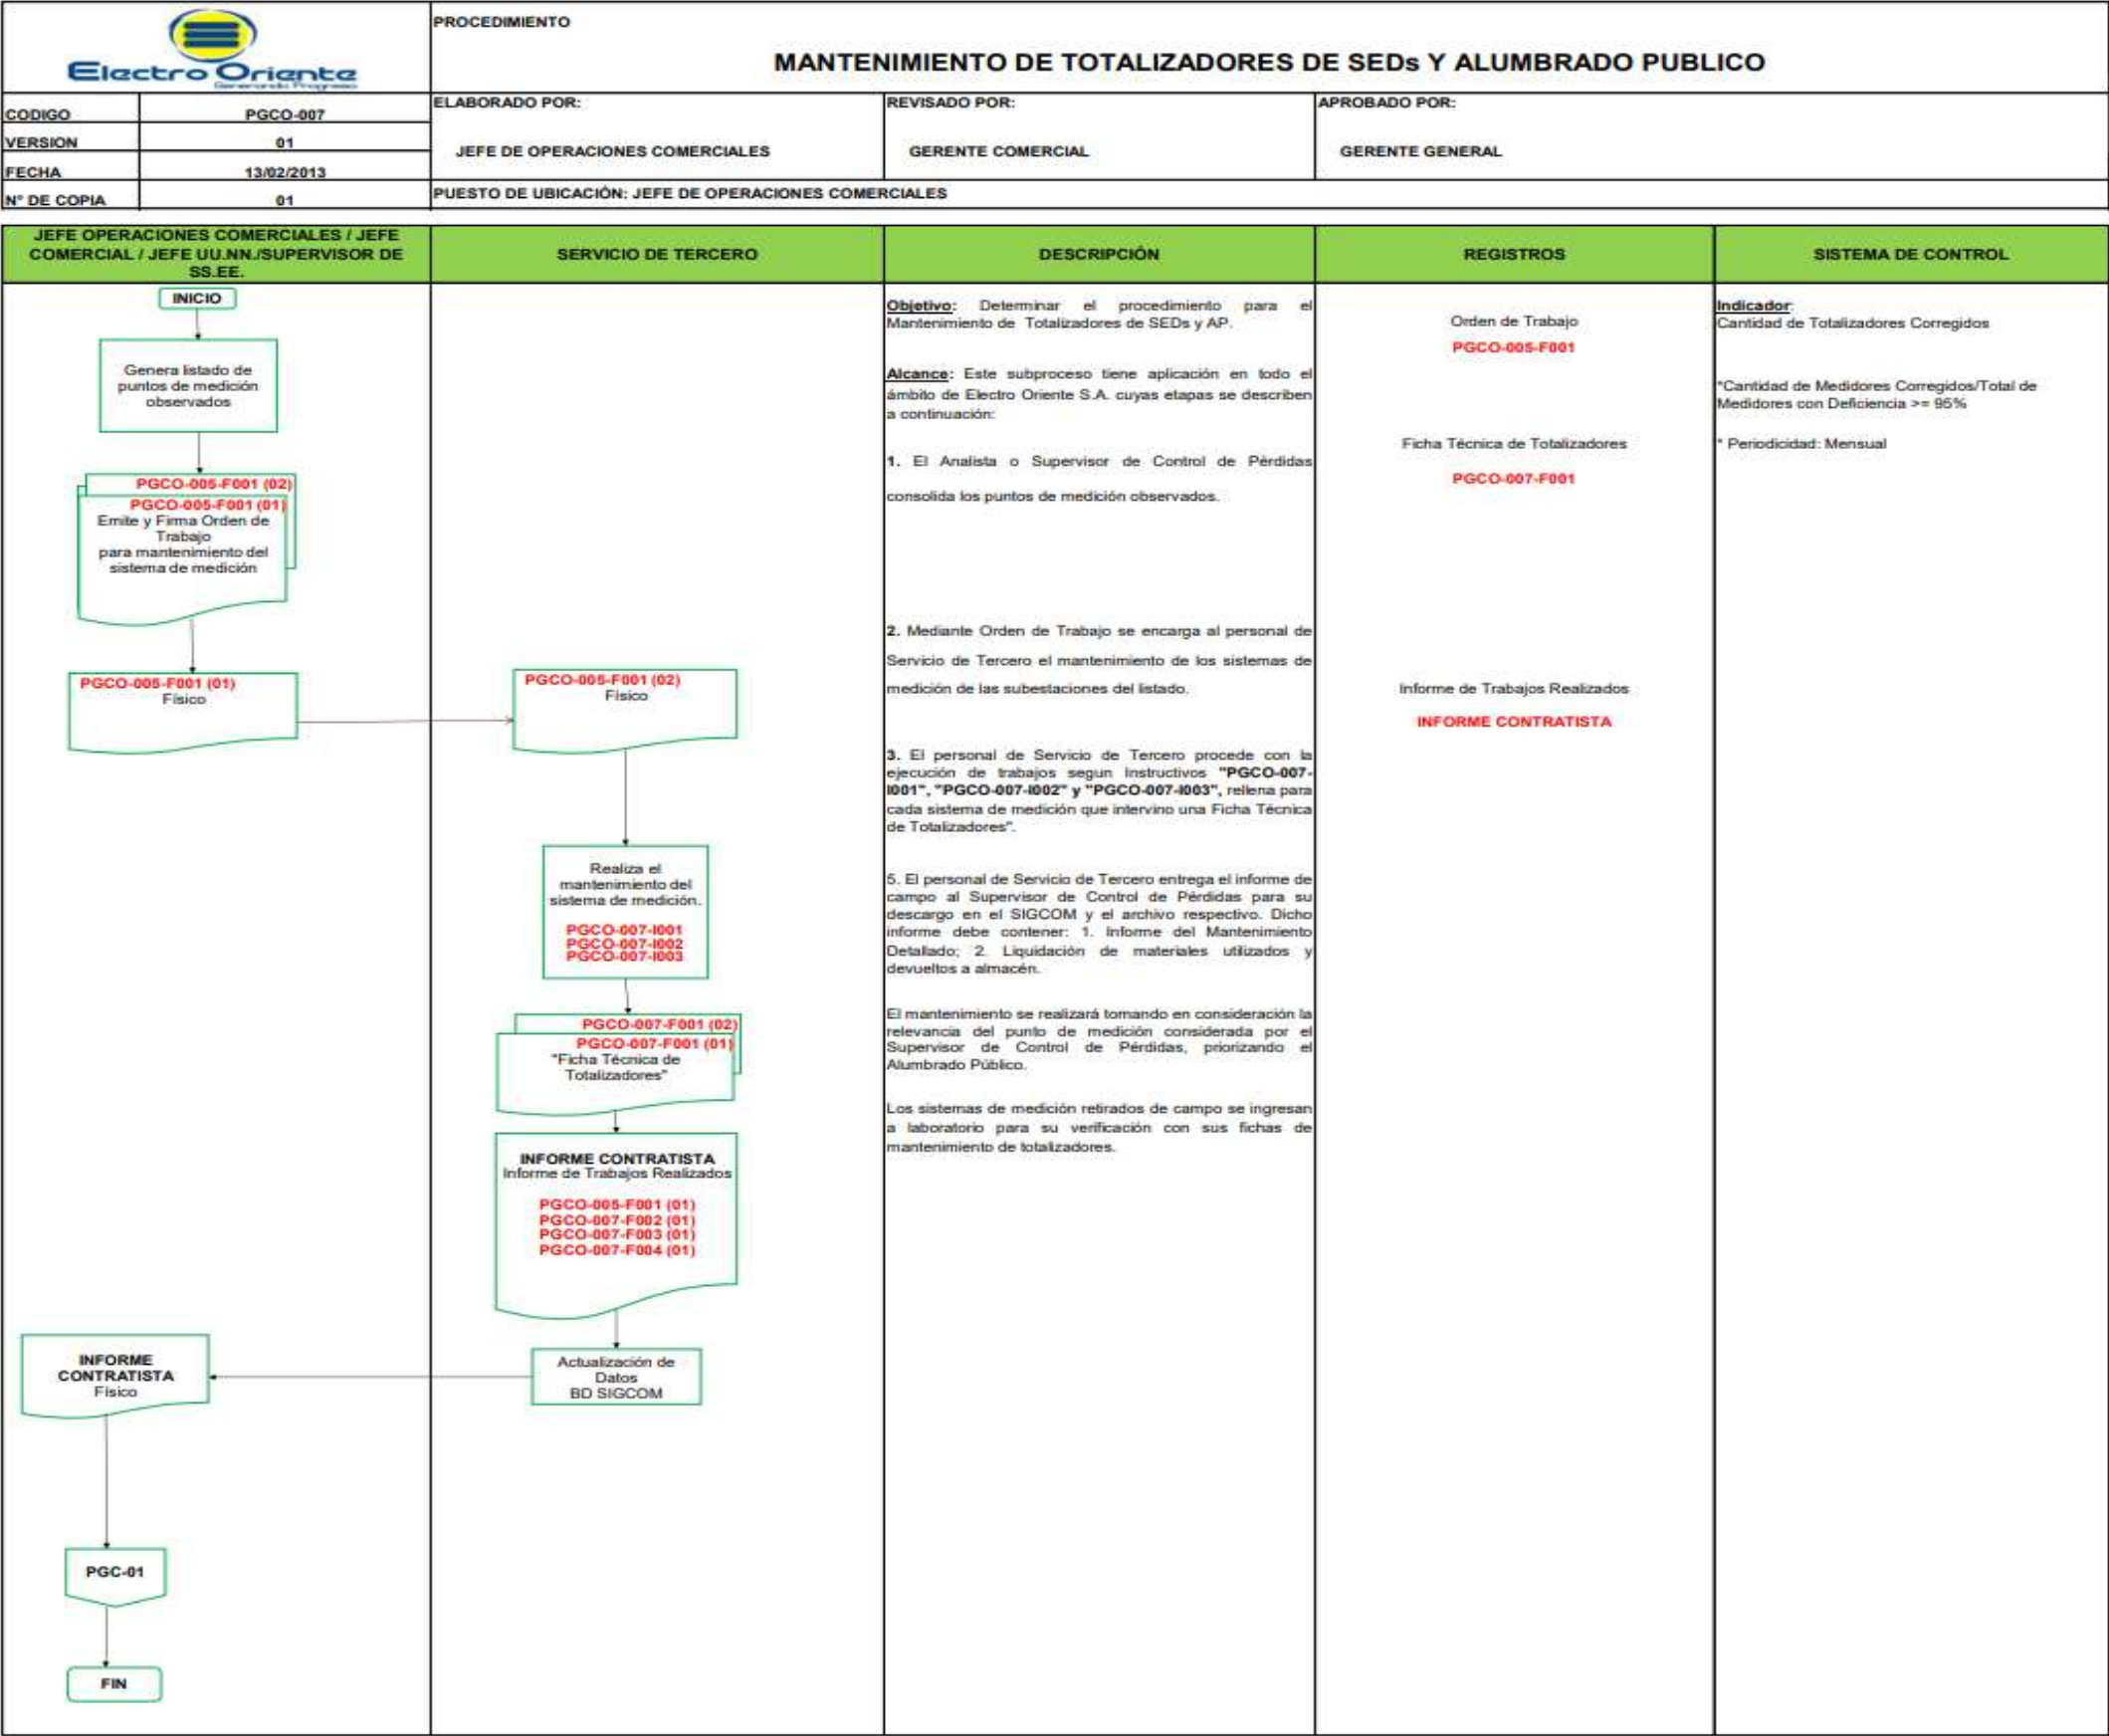 Electro Oriente
Generando Progreso
PROCEDIMIENTO
MANTENIMIENTO DE TOTALIZADORES DE SEDs Y ALUMBRADO PUBLICO
CODIGO PGCO-007
VERSION 01
FECHA 13/02/2013
N° DE COPIA 01
ELABORADO POR:
JEFE DE OPERACIONES COMERCIALES
REVISADO POR:
GERENTE COMERCIAL
APROBADO POR:
GERENTE GENERAL
PUESTO DE UBICACIÓN: JEFE DE OPERACIONES COMERCIALES
JEFE OPERACIONES COMERCIALES / JEFE
COMERCIAL / JEFE UU.NN./SUPERVISOR DE
SS.EE.
SERVICIO DE TERCERO
DESCRIPCIÓN
REGISTROS
SISTEMA DE CONTROL
INICIO
Genera listado de
puntos de medición
observados
PGCO-005-F001 (02)
PGCO-005-F001 (01)
Emite y Firma Orden de
Trabajo
para mantenimiento del
sistema de medición
PGCO-005-F001 (01)
Físico
INFORME
CONTRATISTA
Físico
PGC-01
FIN
PGCO-005-F001 (02)
Físico
Realiza el
mantenimiento del
sistema de medición.
PGCO-007-I001
PGCO-007-I002
PGCO-007-I003
PGCO-007-F001 (02)
PGCO-007-F001 (01)
"Ficha Técnica de
Totalizadores"
INFORME CONTRATISTA
Informe de Trabajos Realizados
PGCO-005-F001 (01)
PGCO-007-F002 (01)
PGCO-007-F003 (01)
PGCO-007-F004 (01)
Actualización de
Datos
BD SIGCOM
Objetivo: Determinar el procedimiento para el
Mantenimiento de Totalizadores de SEDs y AP.
Alcance: Este subproceso tiene aplicación en todo el
ámbito de Electro Oriente S.A. cuyas etapas se describen
a continuación:
1. El Analista o Supervisor de Control de Pèrdidas
consolida los puntos de medición observados.
2. Mediante Orden de Trabajo se encarga al personal de
Servicio de Tercero el mantenimiento de los sistemas de
medición de las subestaciones del listado.
3. El personal de Servicio de Tercero procede con la
ejecución de trabajos segun Instructivos "PGCO-007-
I001", "PGCO-007-I002" y "PGCO-007-I003", rellena para
cada sistema de medición que intervino una Ficha Técnica
de Totalizadores".
5. El personal de Servicio de Tercero entrega el informe de
campo al Supervisor de Control de Pérdidas para su
descargo en el SIGCOM y el archivo respectivo. Dicho
informe debe contener: 1. Informe del Mantenimiento
Detallado; 2. Liquidación de materiales utilizados y
devueltos a almacén.
El mantenimiento se realizará tomando en consideración la
relevancia del punto de medición considerada por el
Supervisor de Control de Pérdidas, priorizando el
Alumbrado Público.
Los sistemas de medición retirados de campo se ingresan
a laboratorio para su verificación con sus fichas de
mantenimiento de totalizadores.
Orden de Trabajo
PGCO-005-F001
Ficha Técnica de Totalizadores
PGCO-007-F001
Informe de Trabajos Realizados
INFORME CONTRATISTA
Indicador:
Cantidad de Totalizadores Corregidos
*Cantidad de Medidores Corregidos/Total de
Medidores con Deficiencia >= 95%
* Periodicidad: Mensual